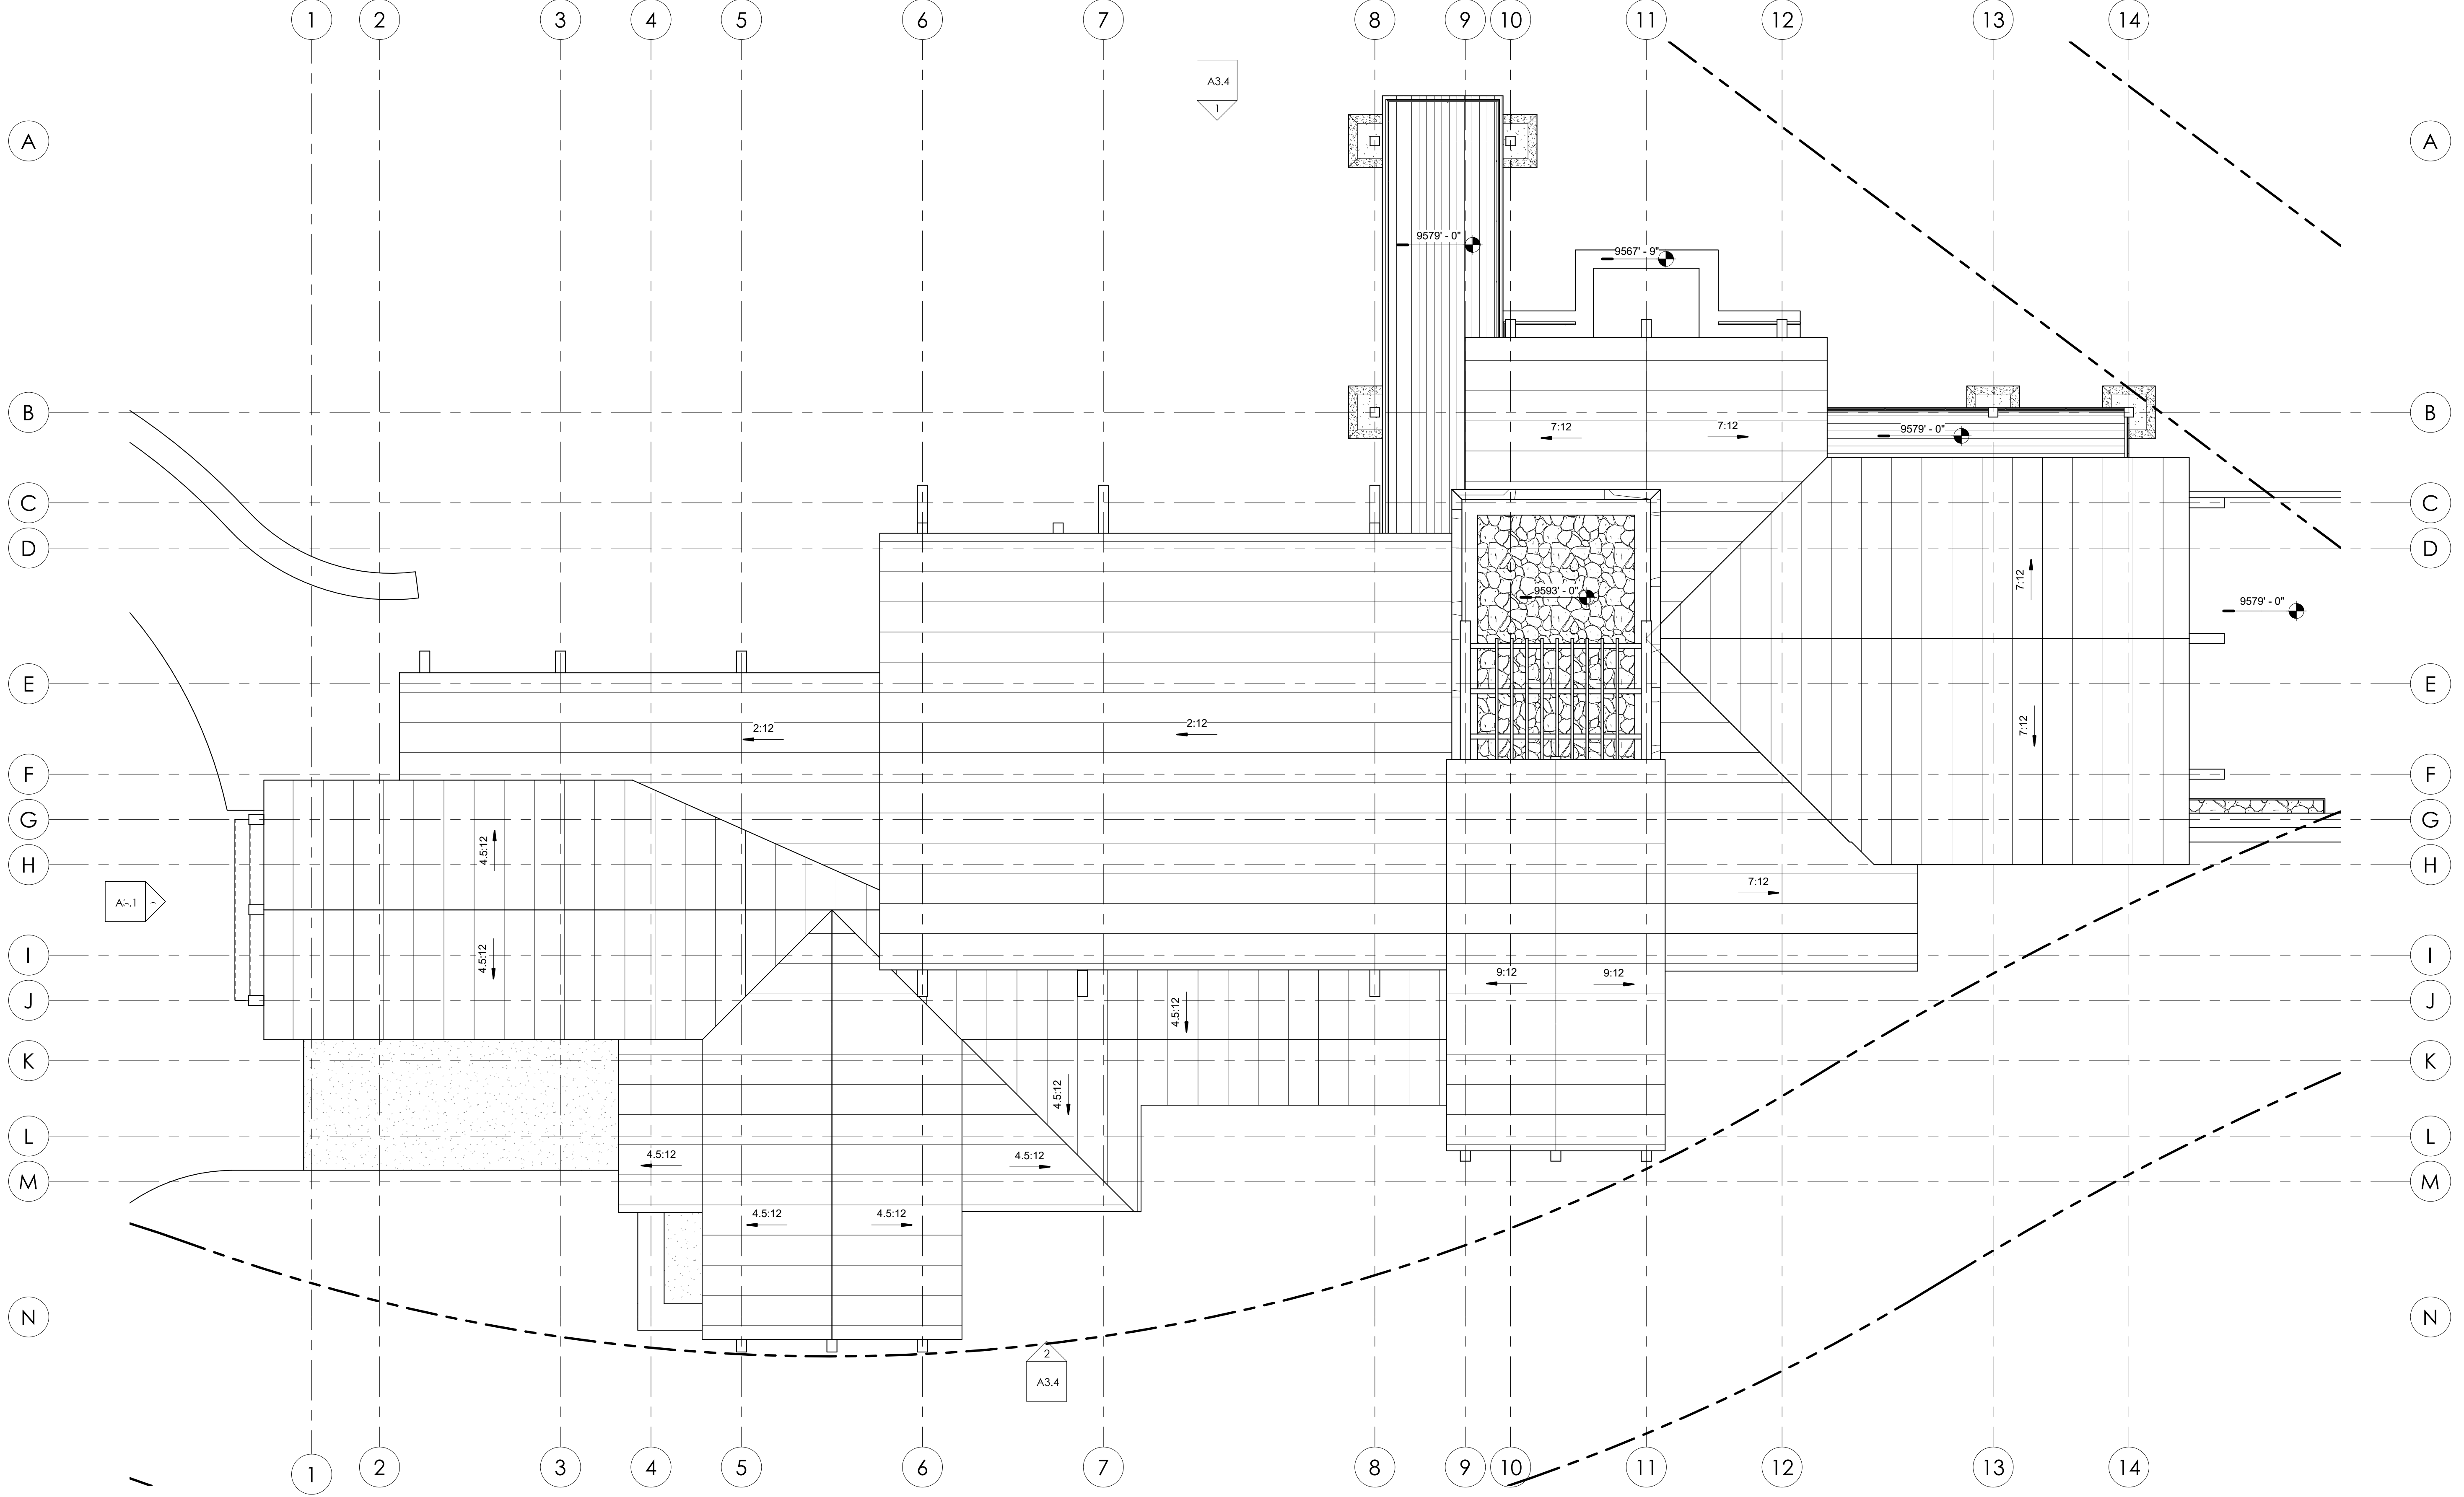 1 2 3 4 5 6 7 8 9 10 11 12 13 14
A3.4
1
A A
9579' - 0"
9567' - 9"
B B
7:12 7:12 9579' - 0"
C C
D D
7:12
9593' - 0" 9579' - 0"
E E
2:12 2:12 7:12
F F
G G
4.5:12
H H
7:12
A-.1
I I
4.5:12
9:12 9:12
J J
4.5:12
K K
4.5:12
L L
4.5:12 4.5:12
M M
4.5:12 4.5:12
N N
2
A3.4
1 2 3 4 5 6 7 8 9 10 11 12 13 14